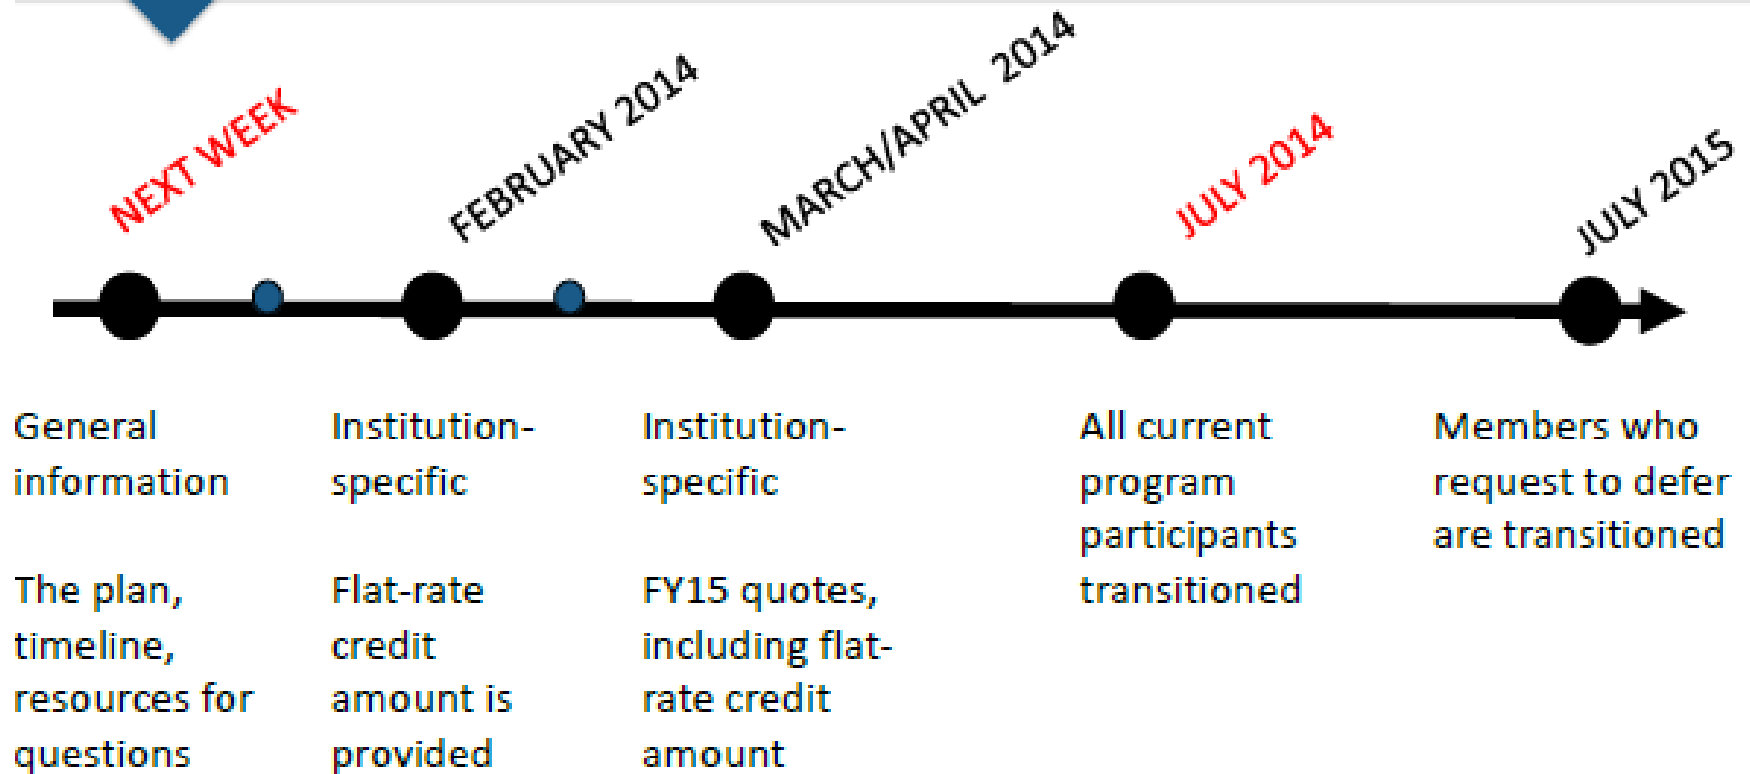 NEXT WEEK
FEBRUARY 2014
MARCH/APRIL 2014
JULY 2014
JULY 2015
General
information
The plan,
timeline,
resources for
questions
Institution-
specific
Flat-rate
credit
amount is
provided
Institution-
specific
FY15 quotes,
including flat-
rate credit
amount
All current
program
participants
transitioned
Members who
request to defer
are transitioned